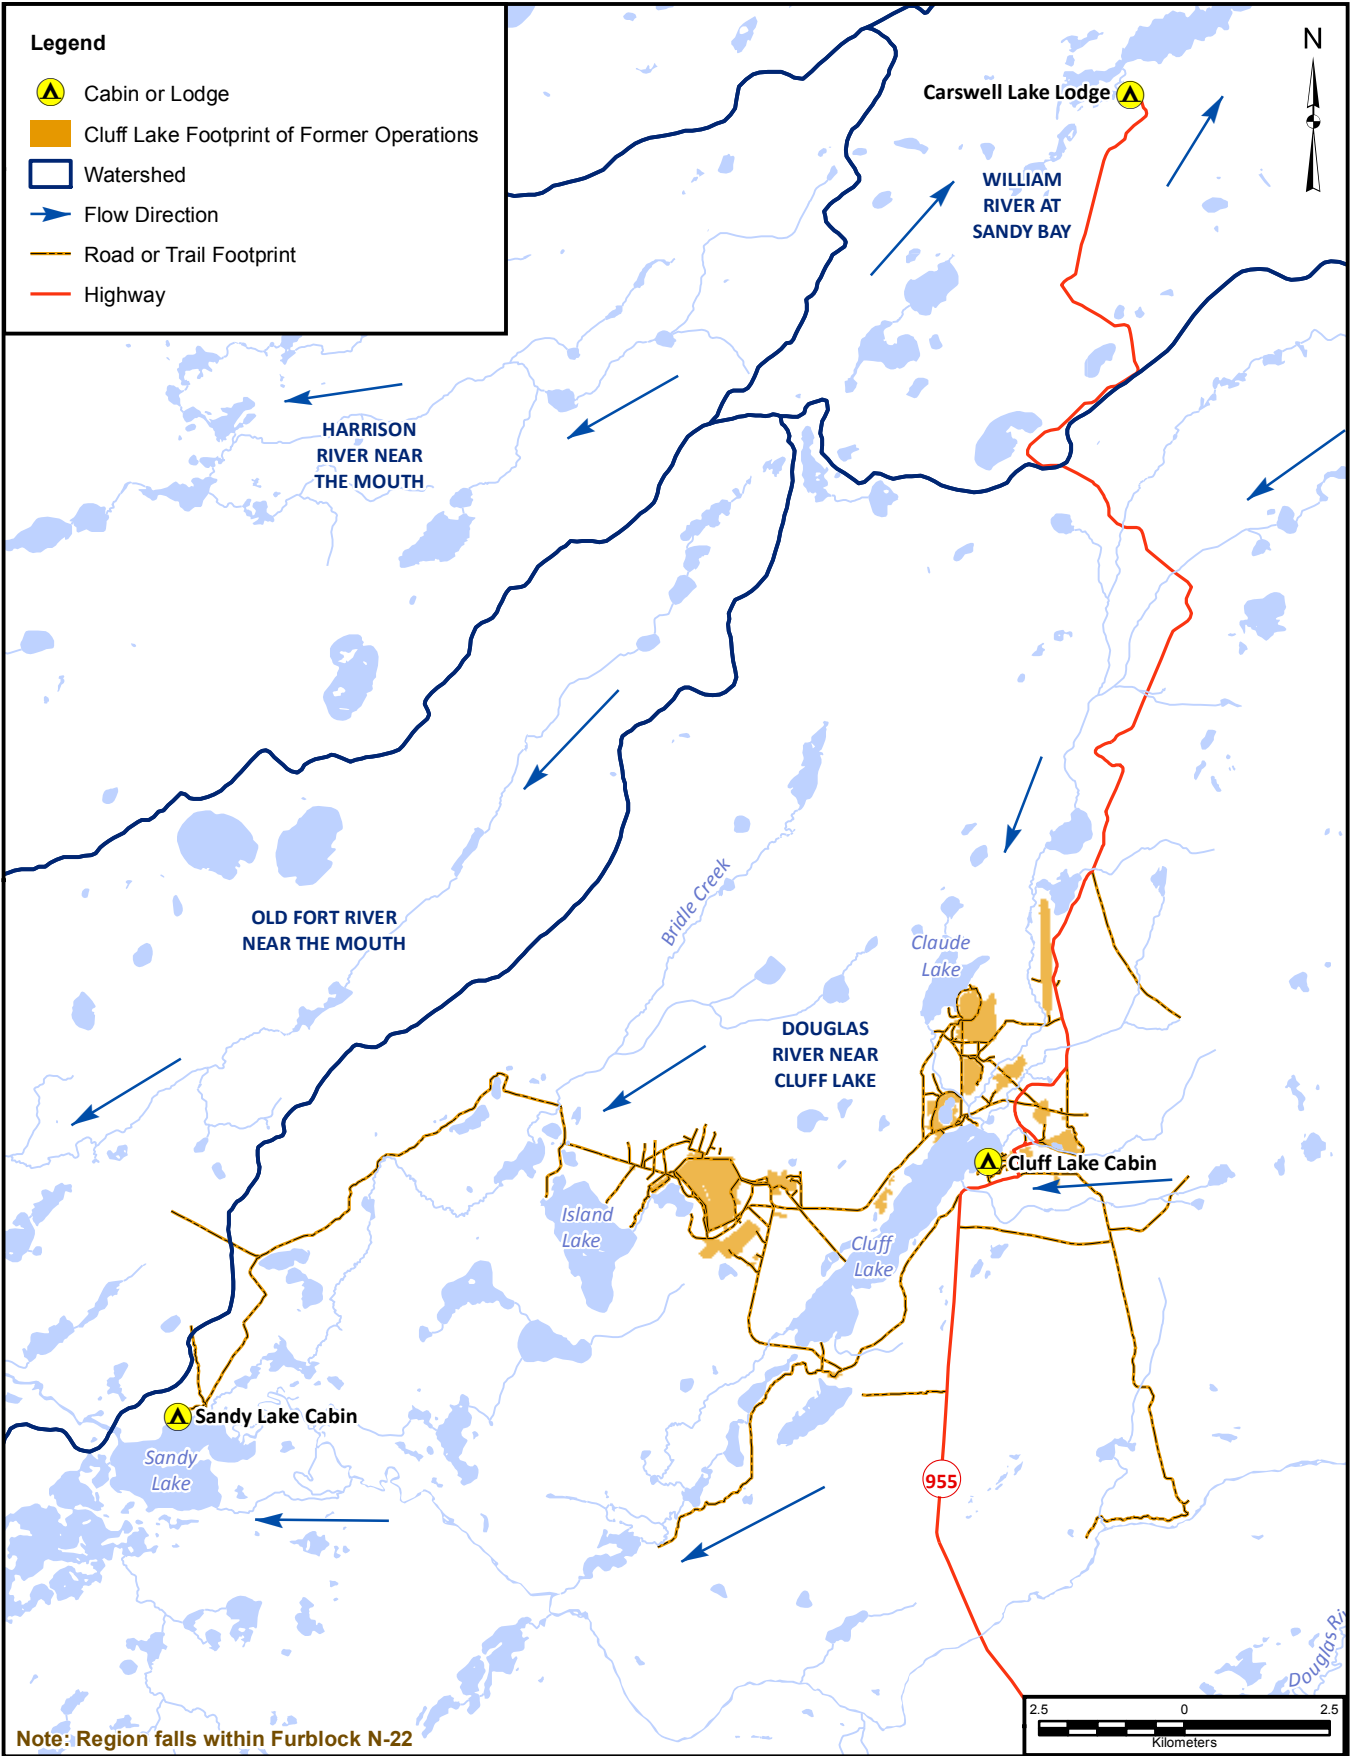 Legend
Cabin or Lodge
Cluff Lake Footprint of Former Operations
Watershed
Flow Direction
Road or Trail Footprint
Highway
N
Carswell Lake Lodge
WILLIAM
RIVER AT
SANDY BAY
HARRISON
RIVER NEAR
THE MOUTH
OLD FORT RIVER
NEAR THE MOUTH
Bridle Creek
Claude
Lake
DOUGLAS
RIVER NEAR
CLUFF LAKE
Cluff Lake Cabin
Island
Lake
Cluff
Lake
Sandy Lake Cabin
Sandy
Lake
955
Douglas Ri
Note: Region falls within Furblock N-22
2.5 0 2.5
Kilometers